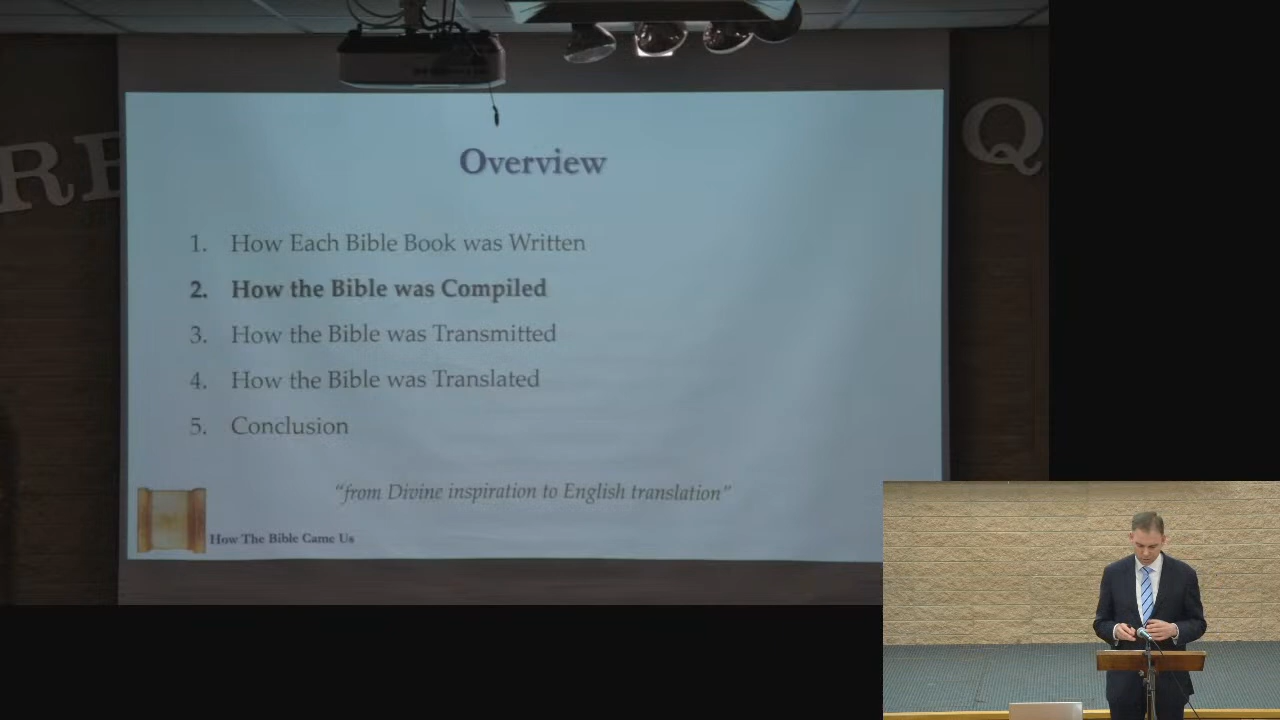 RE
Q
Overview
1. How Each Bible Book was Written
2. How the Bible was Compiled
3. How the Bible was Transmitted
4. How the Bible was Translated
5. Conclusion
“from Divine inspiration to English translation”
How The Bible Came Us